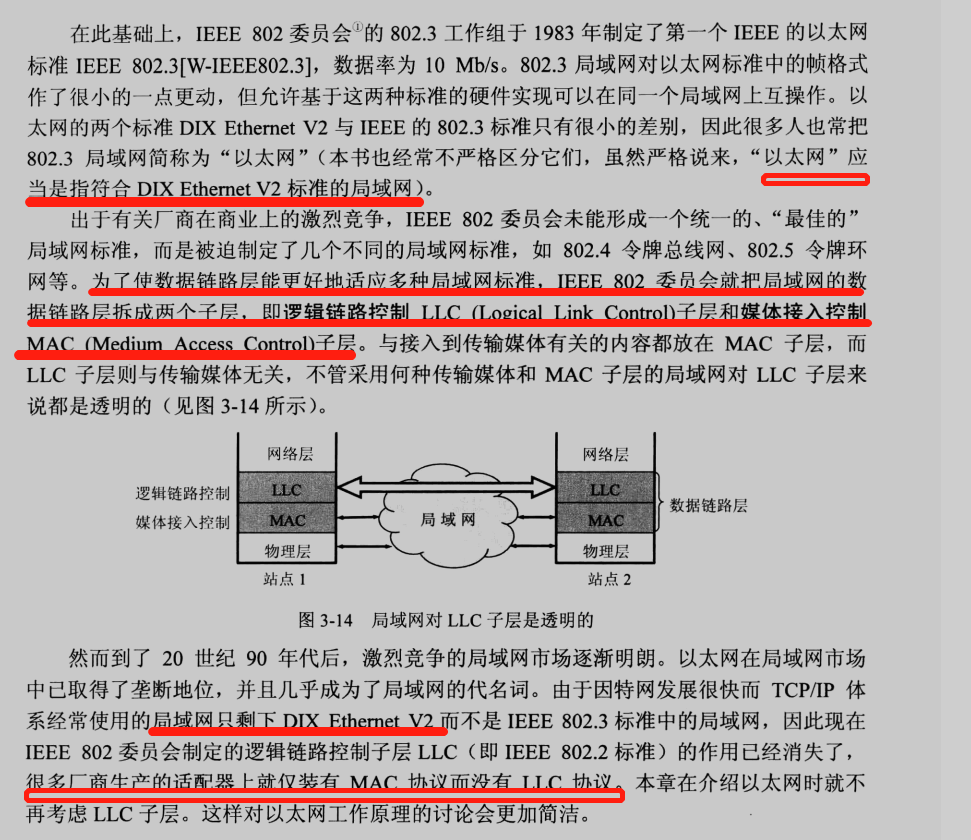 在此基础上，IEEE 802 委员会①的 802.3 工作组于 1983 年制定了第一个 IEEE 的以太网
标准 IEEE 802.3[W-IEEE802.3]，数据率为 10 Mb/s。802.3 局域网对以太网标准中的帧格式
作了很小的一点更动，但允许基于这两种标准的硬件实现可以在同一个局域网上互操作。以
太网的两个标准 DIX Ethernet V2 与 IEEE 的 802.3 标准只有很小的差别，因此很多人也常把
802.3 局域网简称为“以太网”（本书也经常不严格区分它们，虽然严格说来，“以太网”应
当是指符合 DIX Ethernet V2 标准的局域网）。
出于有关厂商在商业上的激烈竞争，IEEE 802 委员会未能形成一个统一的、“最佳的”
局域网标准，而是被迫制定了几个不同的局域网标准，如 802.4 令牌总线网、802.5 令牌环
网等。为了使数据链路层能更好地适应多种局域网标准，IEEE 802 委员会就把局域网的数
据链路层拆成两个子层，即逻辑链路控制 LLC (Logical Link Control)子层和媒体接入控制
MAC (Medium Access Control)子层。与接入到传输媒体有关的内容都放在 MAC 子层，而
LLC 子层则与传输媒体无关，不管采用何种传输媒体和 MAC 子层的局域网对 LLC 子层来
说都是透明的（见图 3-14 所示）。
网络层 网络层
逻辑链路控制 LLC LLC
数据链路层
媒体接入控制 MAC 局域网 MAC
物理层 物理层
站点 1 站点 2
图 3-14 局域网对 LLC 子层是透明的
然而到了 20 世纪 90 年代后，激烈竞争的局域网市场逐渐明朗。以太网在局域网市场
中已取得了垄断地位，并且几乎成为了局域网的代名词。由于因特网发展很快而 TCP/IP 体
系经常使用的局域网只剩下 DIX Ethernet V2 而不是 IEEE 802.3 标准中的局域网，因此现在
IEEE 802 委员会制定的逻辑链路控制子层 LLC（即 IEEE 802.2 标准）的作用已经消失了，
很多厂商生产的适配器上就仅装有 MAC 协议而没有 LLC 协议。本章在介绍以太网时就不
再考虑 LLC 子层。这样对以太网工作原理的讨论会更加简洁。